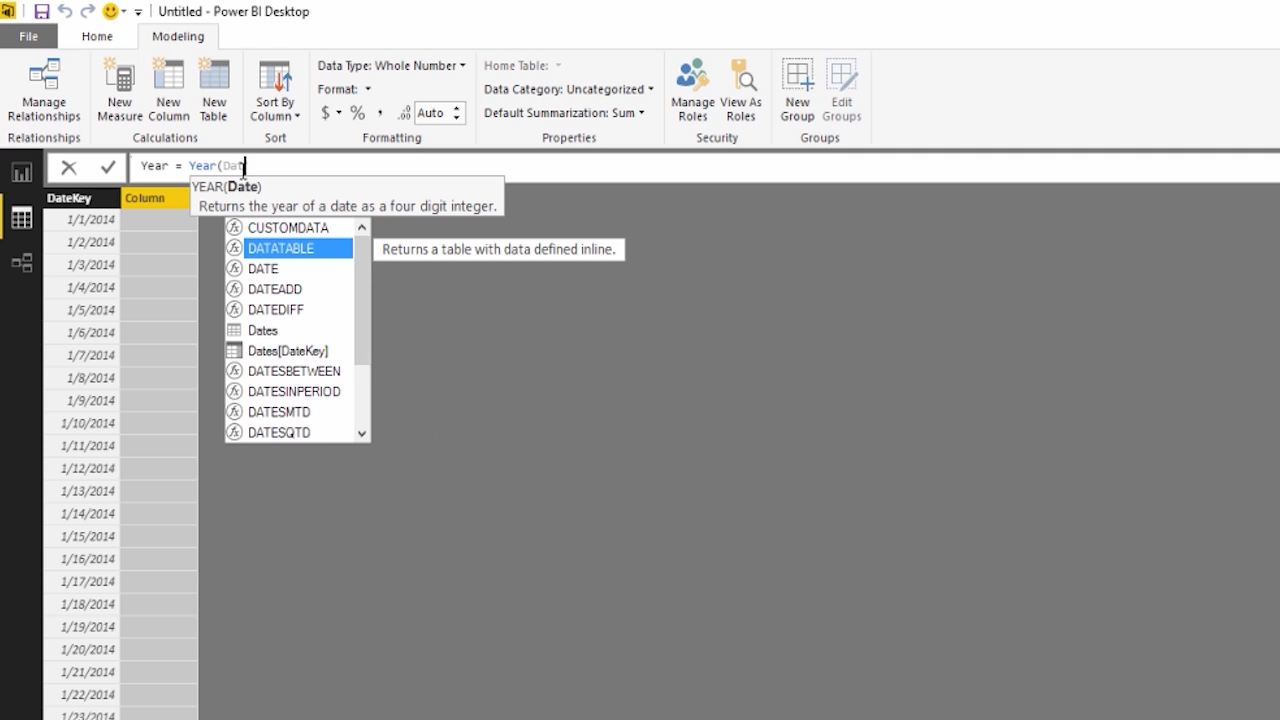 Untitled - Power BI Desktop
File Home Modeling
Manage Relationships
New Measure
New Column
New Table
Sort By Column
Data Type: Whole Number
Format:
$ % , .00 Auto
Home Table:
Data Category: Uncategorized
Default Summarization: Sum
Manage Roles
View As Roles
New Group
Edit Groups
Relationships Calculations Sort Formatting Properties Security Groups
Year = Year(Dat
YEAR(Date)
Returns the year of a date as a four digit integer.
DateKey Column
1/1/2014
1/2/2014
1/3/2014
1/4/2014
1/5/2014
1/6/2014
1/7/2014
1/8/2014
1/9/2014
1/10/2014
1/11/2014
1/12/2014
1/13/2014
1/14/2014
1/15/2014
1/16/2014
1/17/2014
1/18/2014
1/19/2014
1/20/2014
1/21/2014
1/22/2014
1/23/2014
CUSTOMDATA
DATATABLE
Returns a table with data defined inline.
DATE
DATEADD
DATEDIFF
Dates
Dates[DateKey]
DATESBETWEEN
DATESINPERIOD
DATESMTD
DATESQTD